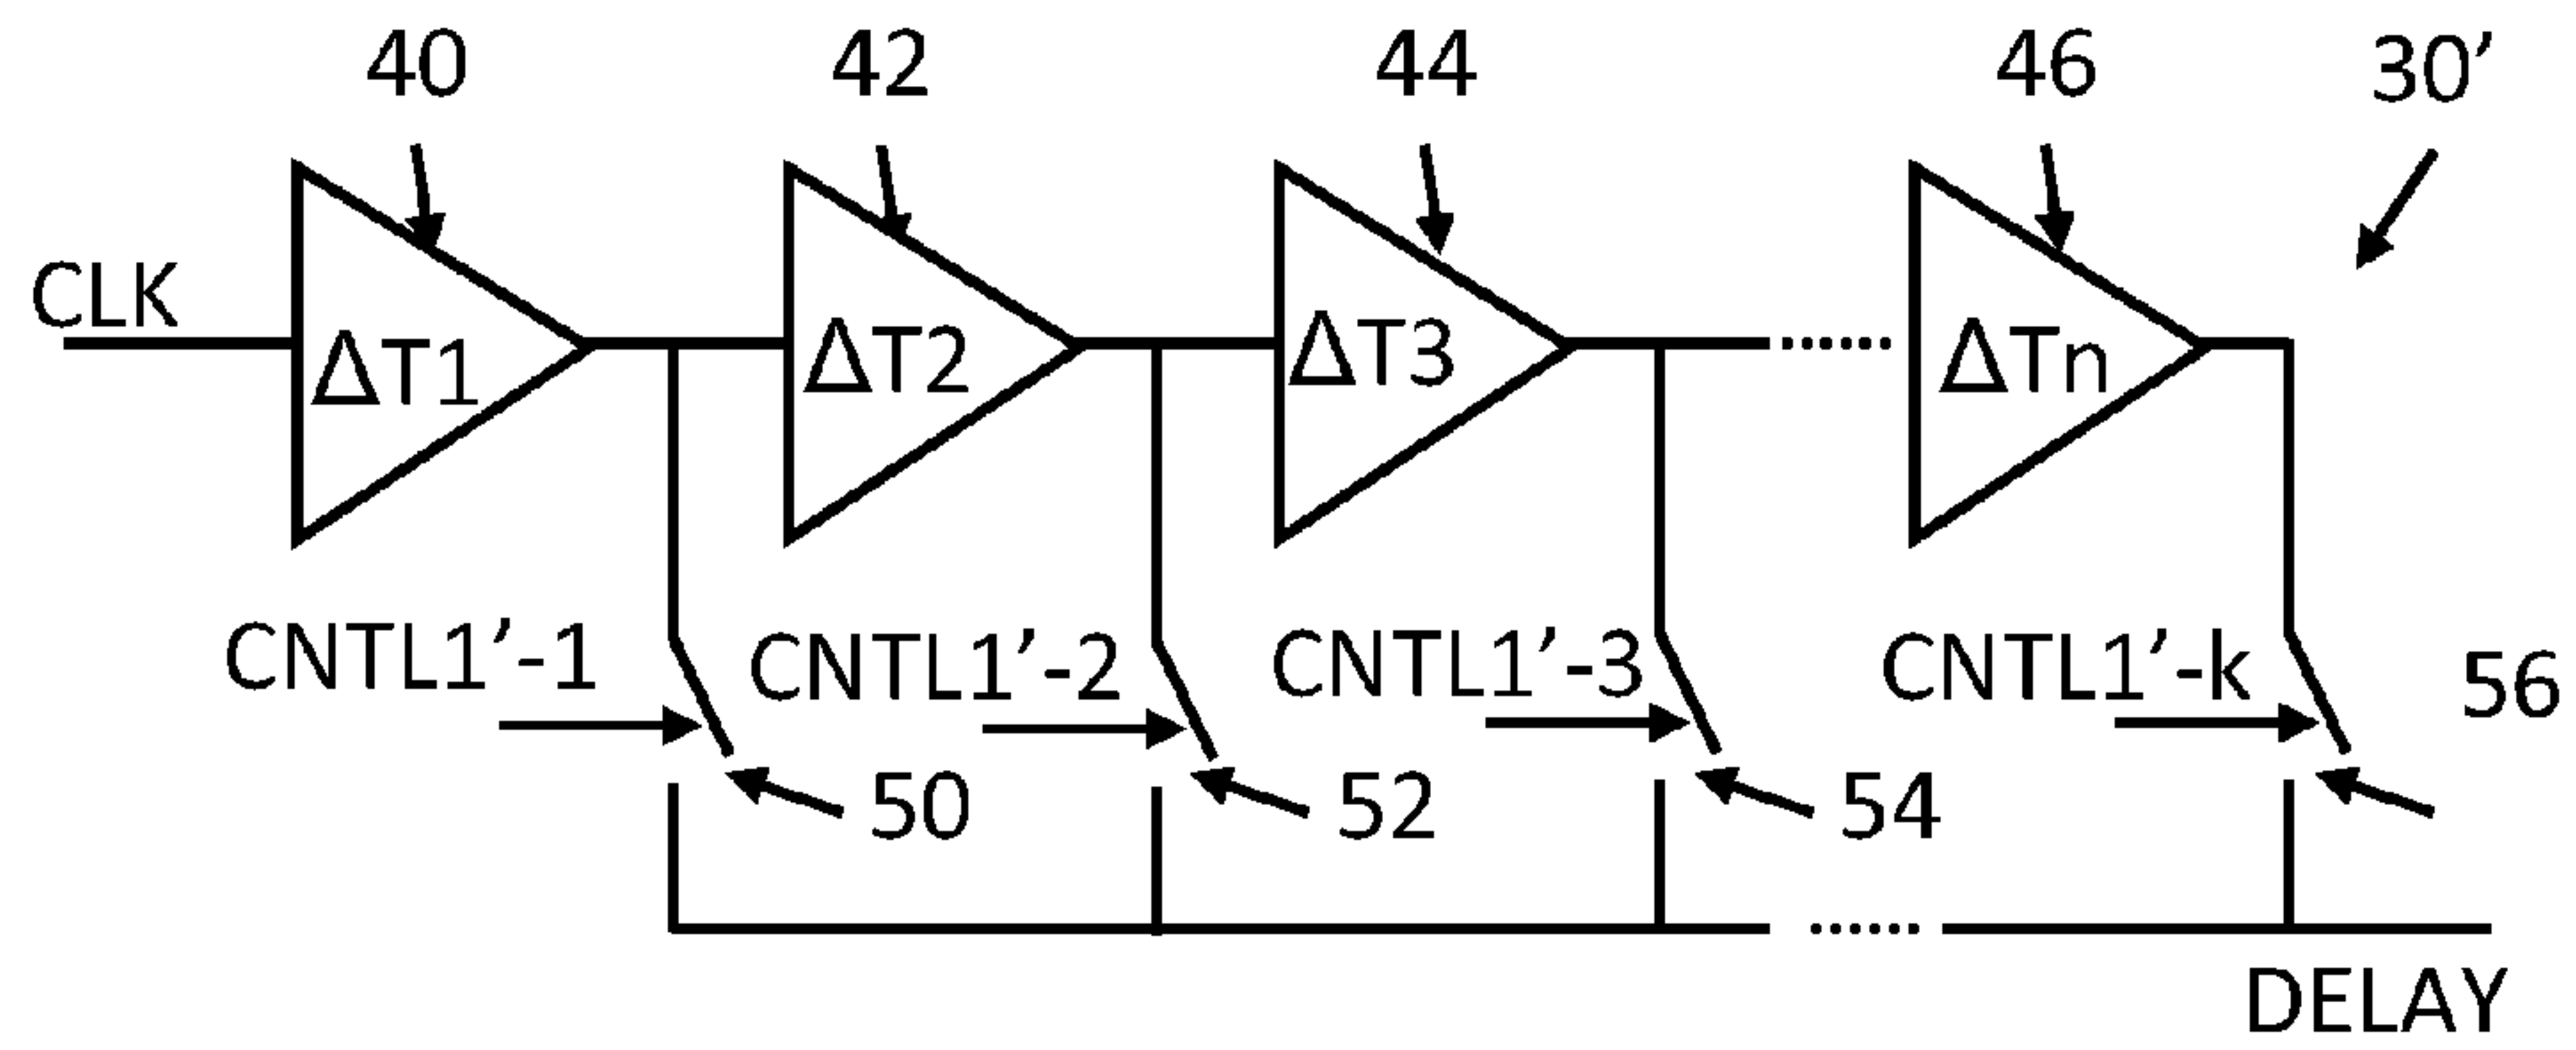 40 42 44 46 30’
CLK
ΔT1 ΔT2 ΔT3 ΔTn
CNTL1’-1 CNTL1’-2 CNTL1’-3 CNTL1’-k 56
50 52 54
DELAY